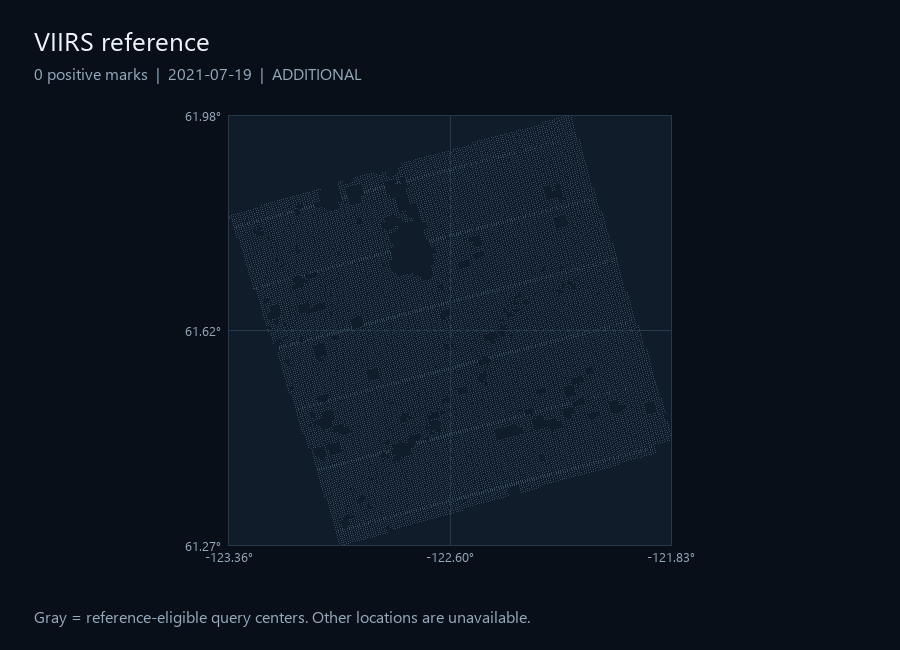 VIIRS reference
0 positive marks | 2021-07-19 | ADDITIONAL
61.98°
61.62°
61.27°
-123.36°
-122.60°
-121.83°
Gray = reference-eligible query centers. Other locations are unavailable.